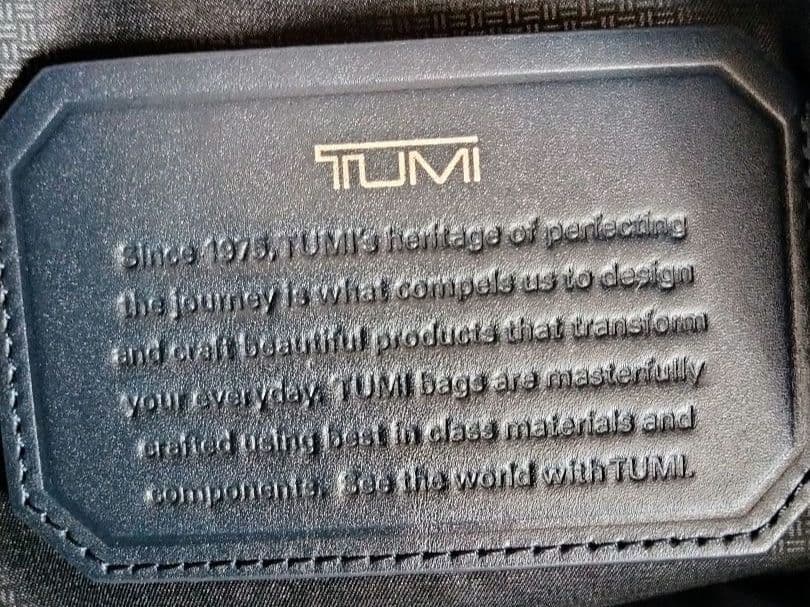 TUMI
Since 1975, TUMI's heritage of perfecting
the journey is what compels us to design
and craft beautiful products that transform
your everyday. TUMI bags are masterfully
crafted using best in class materials and
components. See the world with TUMI.